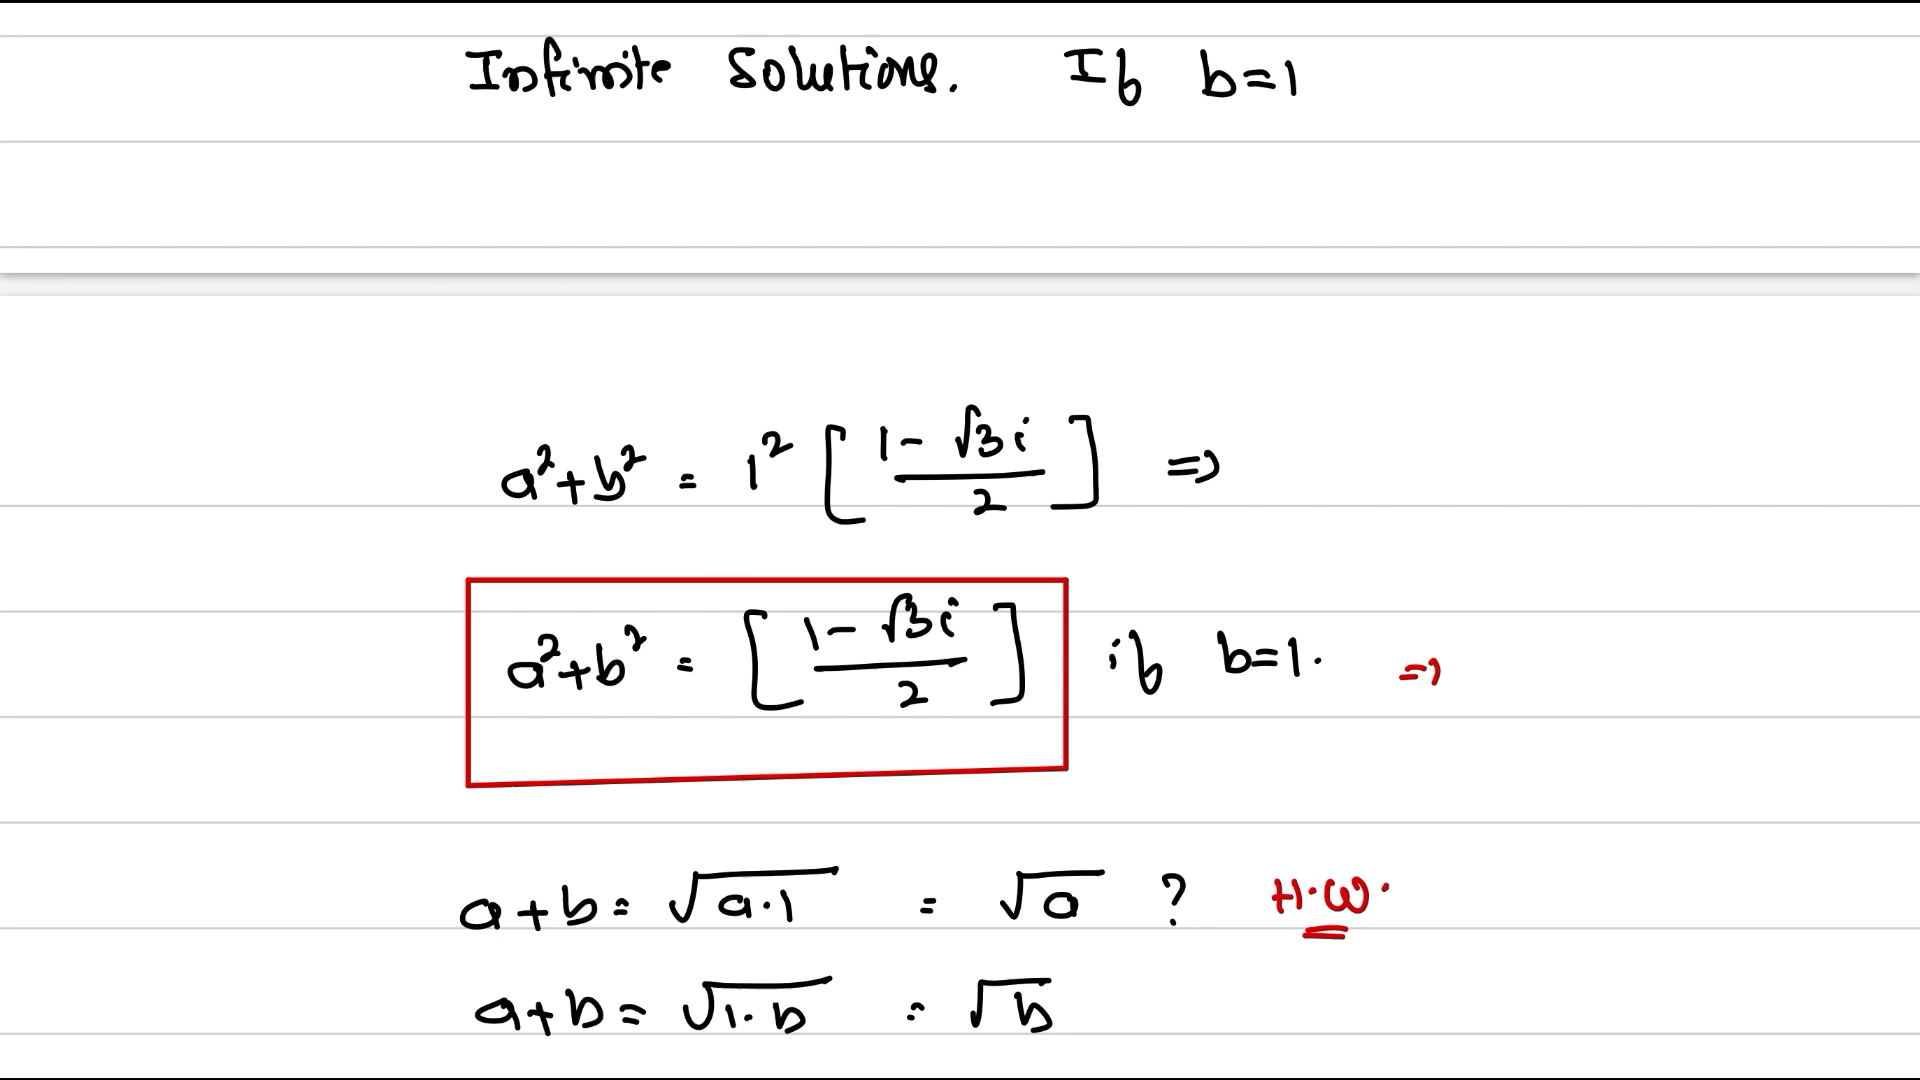 Infinite Solutions. If b=1
a²+b² = 1² [ (1-√3i)/2 ] =>
a²+b² = [ (1-√3i)/2 ] if b=1. =>
a+b = √(a.1) = √a ? H.W.
a+b = √(1.b) = √b